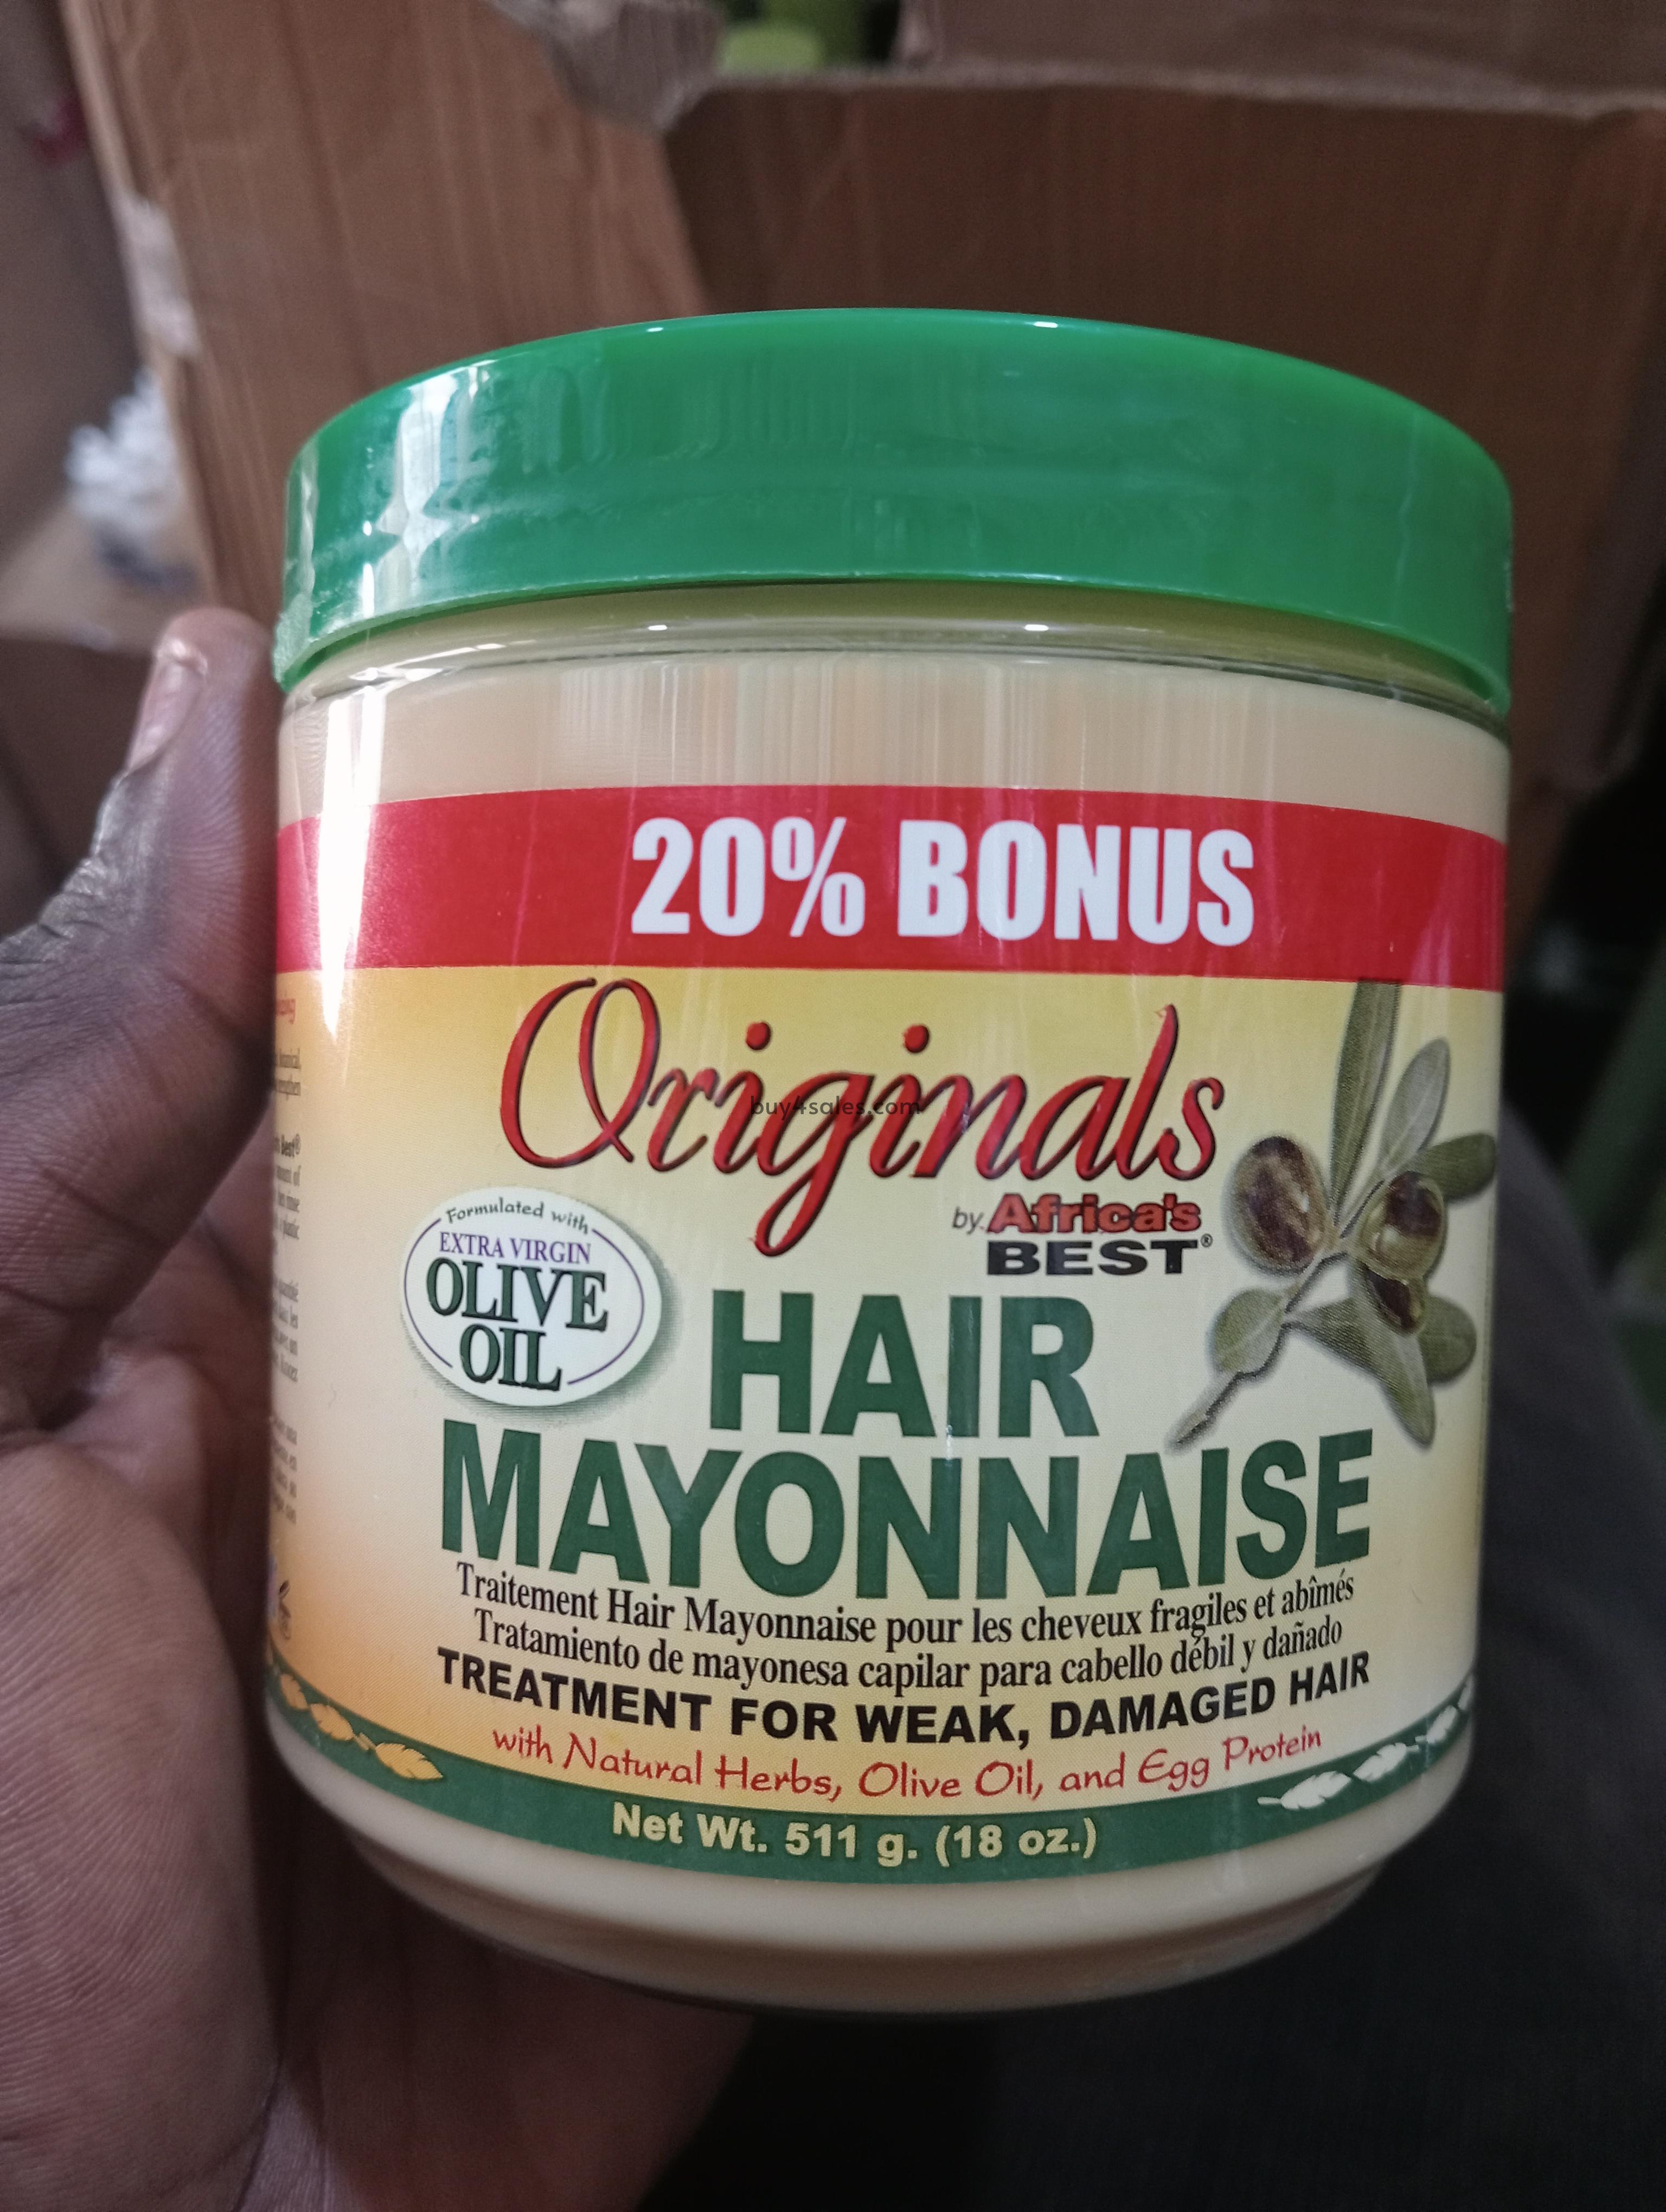 20% BONUS
Originals
buy4sales.com
by Africa's
BEST®
Formulated with
EXTRA VIRGIN
OLIVE
OIL
HAIR
MAYONNAISE
Traitement Hair Mayonnaise pour les cheveux fragiles et abîmés
Tratamiento de mayonesa capilar para cabello débil y dañado
TREATMENT FOR WEAK, DAMAGED HAIR
with Natural Herbs, Olive Oil, and Egg Protein
Net Wt. 511 g. (18 oz.)
Best®